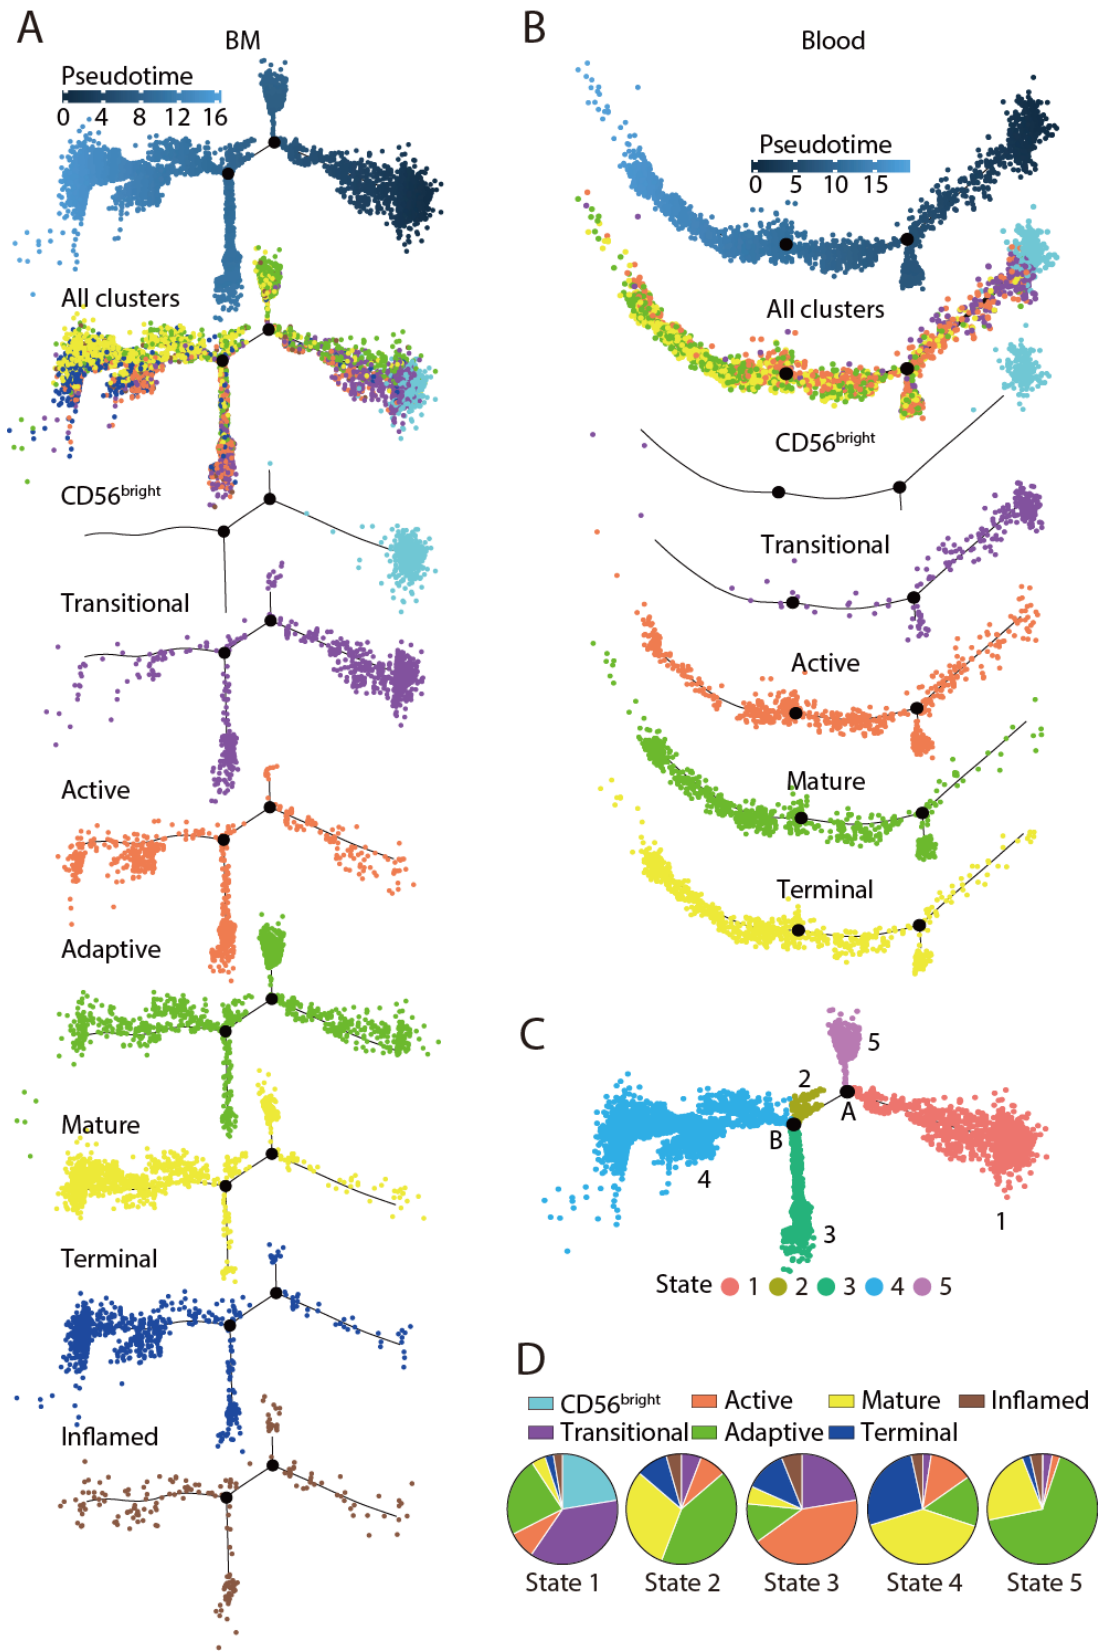 A
BM
Pseudotime
0 4 8 12 16
All clusters
CD56bright
Transitional
Active
Adaptive
Mature
Terminal
Inflamed
B
Blood
Pseudotime
0 5 10 15
All clusters
CD56bright
Transitional
Active
Mature
Terminal
C
5
2
A
B
4
1
3
State 1 2 3 4 5
D
CD56bright Active Mature Inflamed
Transitional Adaptive Terminal
State 1 State 2 State 3 State 4 State 5